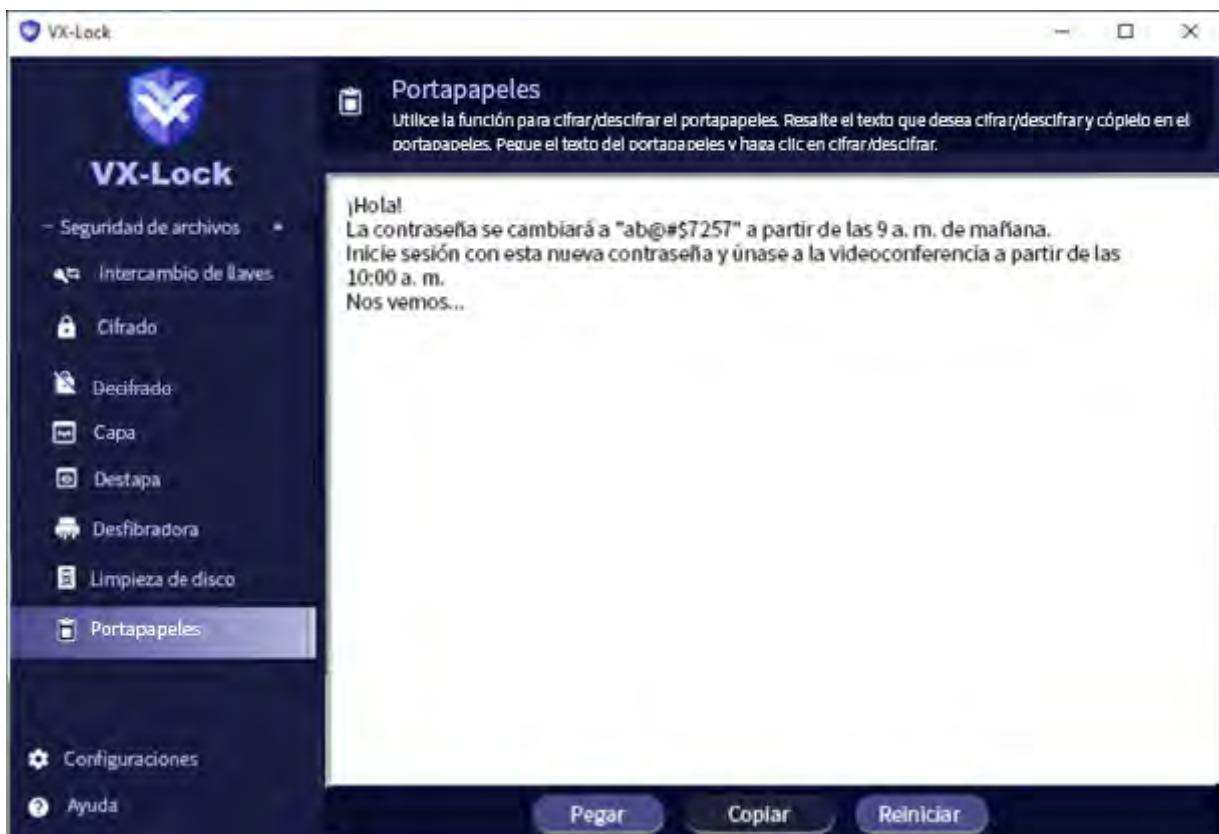 VX-Lock
VX-Lock
Seguridad de archivos
Intercambio de llaves
Cifrado
Decifrado
Capa
Destapa
Desfibradora
Limpieza de disco
Portapapeles
Configuraciones
Ayuda
Portapapeles
Utilice la función para cifrar/descifrar el portapapeles. Resalte el texto que desea cifrar/descifrar y cópielo en el
portapapeles. Pegue el texto del portapapeles y haga clic en cifrar/descifrar.
¡Hola!
La contraseña se cambiará a "ab@#$7257" a partir de las 9 a. m. de mañana.
Inicie sesión con esta nueva contraseña y únase a la videoconferencia a partir de las
10:00 a. m.
Nos vemos...
Pegar
Copiar
Reiniciar